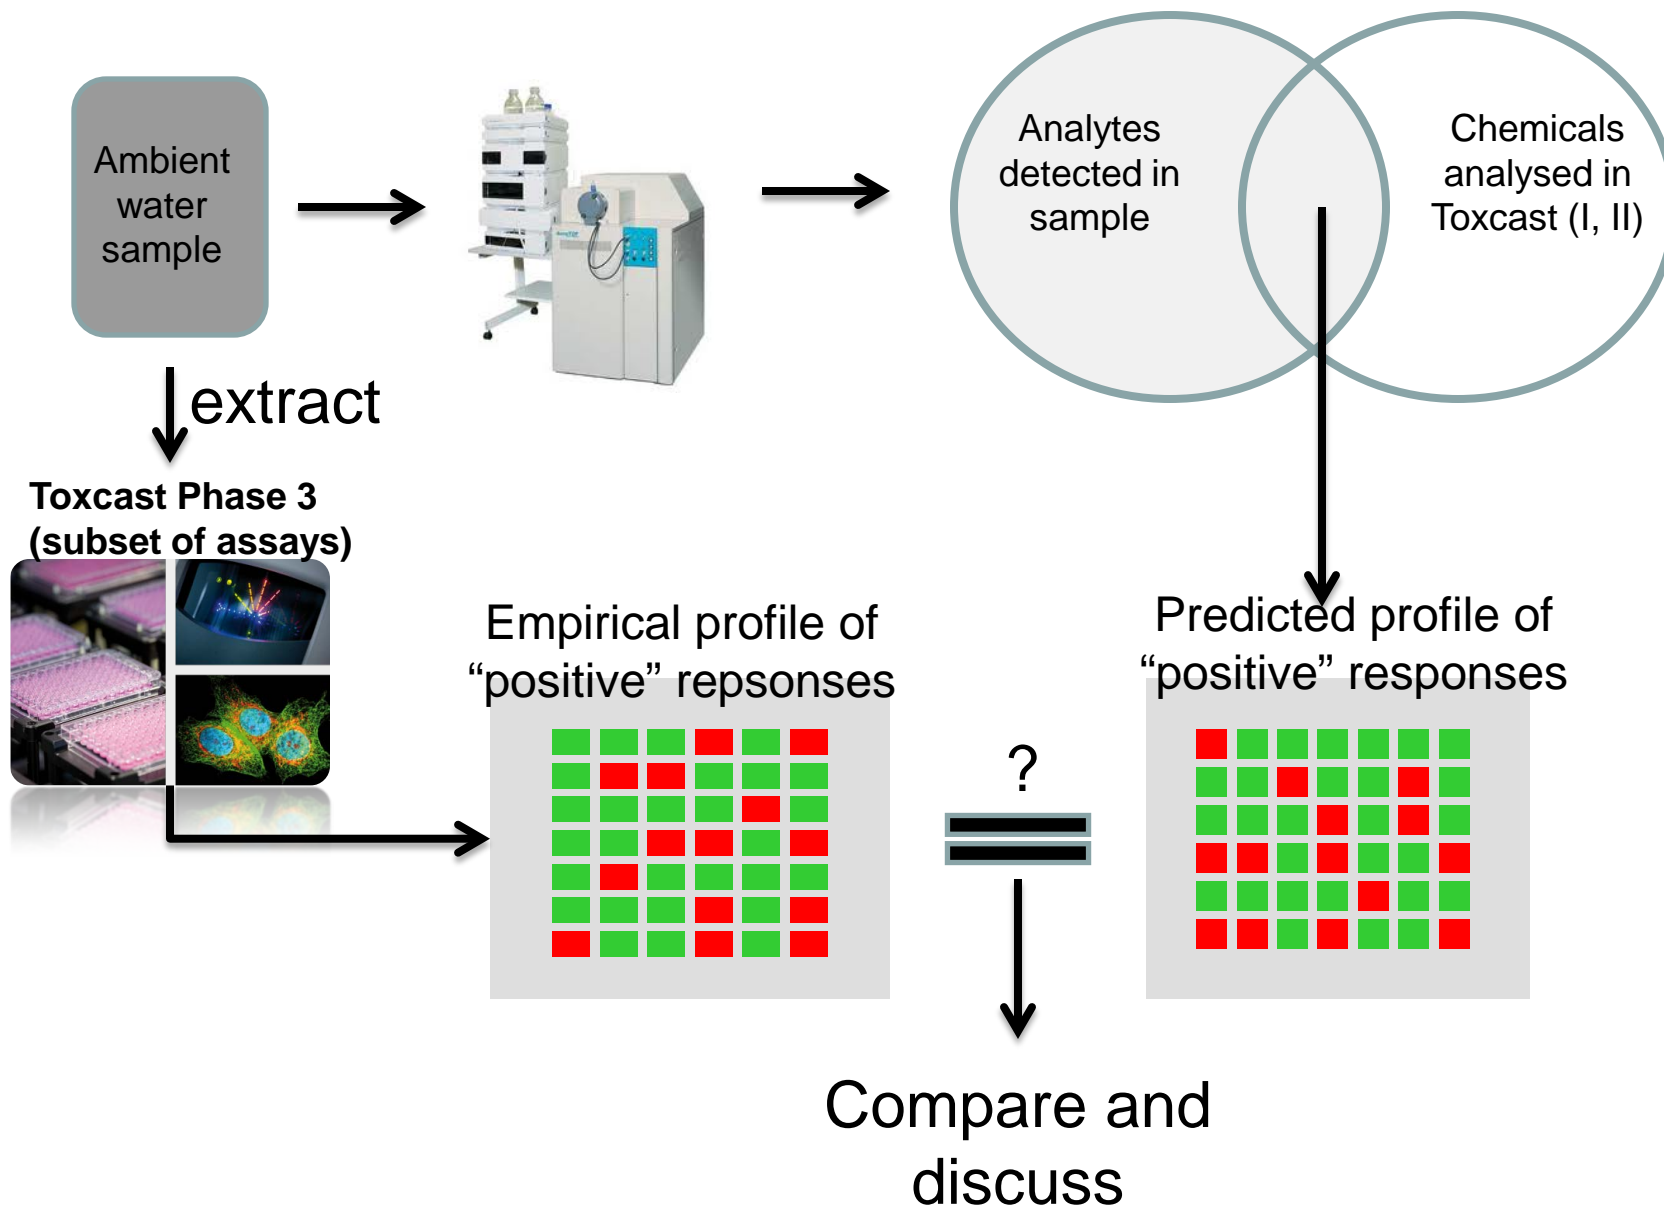 Ambient
water
sample
Analytes
detected in
sample
Chemicals
analysed in
Toxcast (I, II)
extract
Toxcast Phase 3
(subset of assays)
Empirical profile of
“positive” repsonses
?
Predicted profile of
“positive” responses
Compare and
discuss